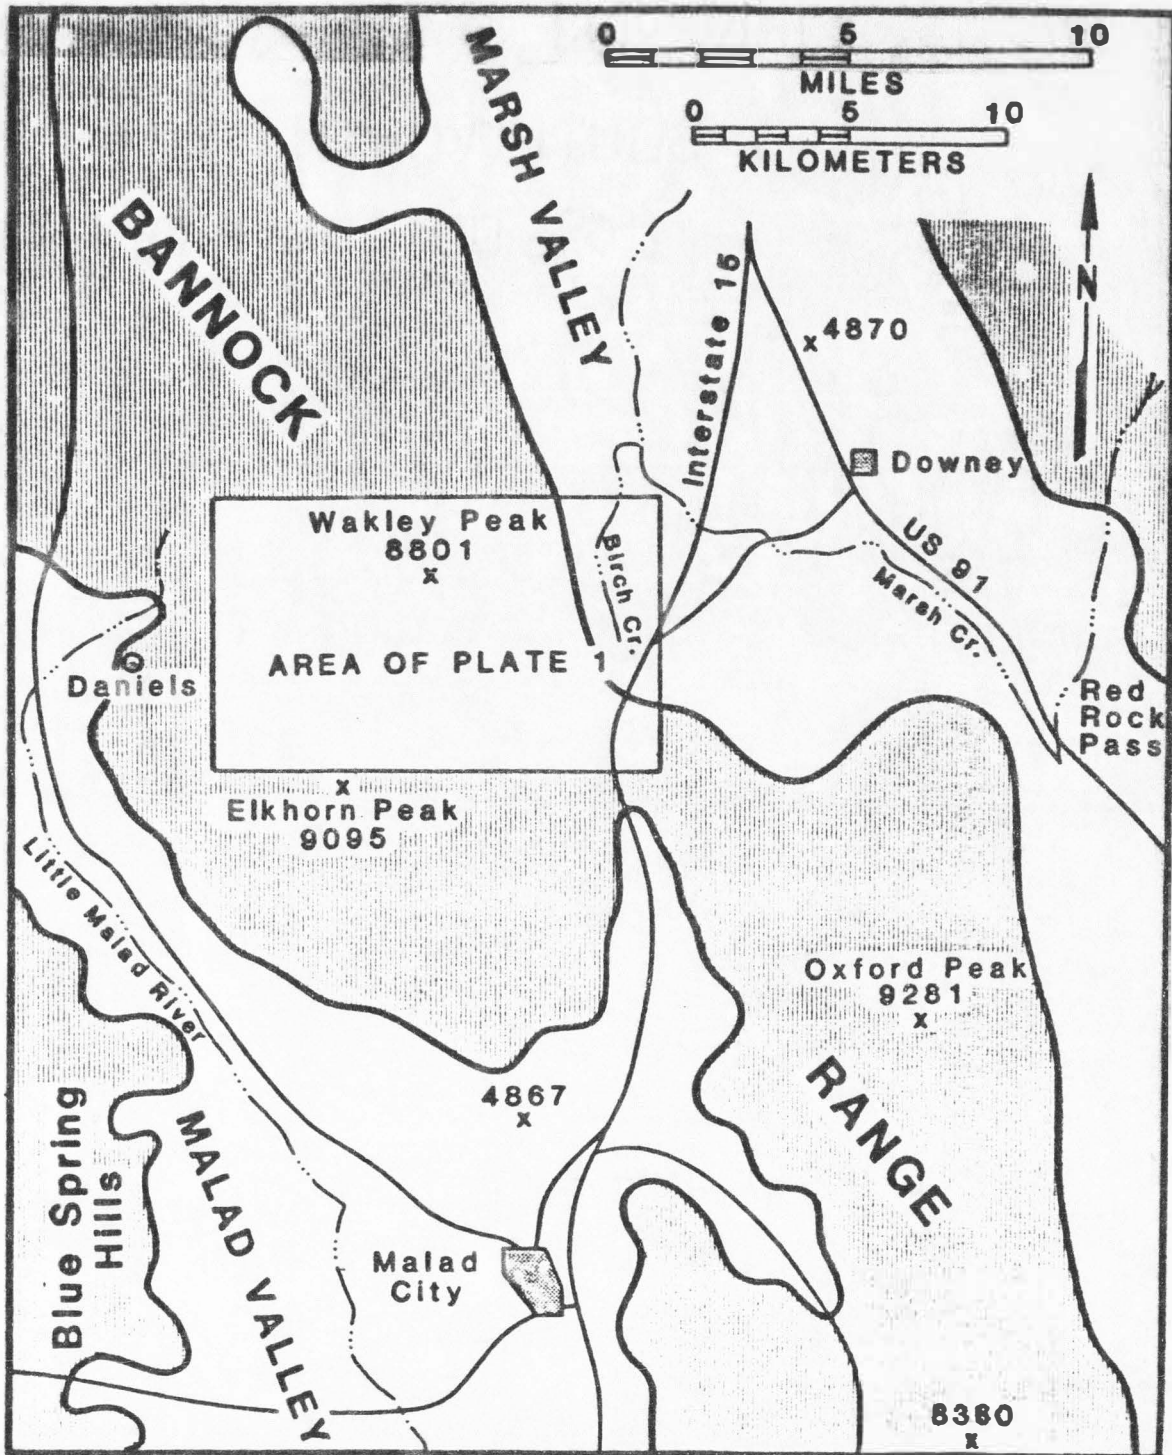 0 5 10
MILES
0 5 10
KILOMETERS
MARSH VALLEY
BANNOCK
N
Interstate 15
4870
x
Downey
Wakley Peak
8801
x
Birch Cr.
US 91
Marsh Cr.
AREA OF PLATE 1
Daniels
Red
Rock
Pass
x
Elkhorn Peak
9095
Little Malad River
Oxford Peak
9281
x
RANGE
4867
x
Blue Spring
Hills
MALAD VALLEY
Malad
City
8380
x